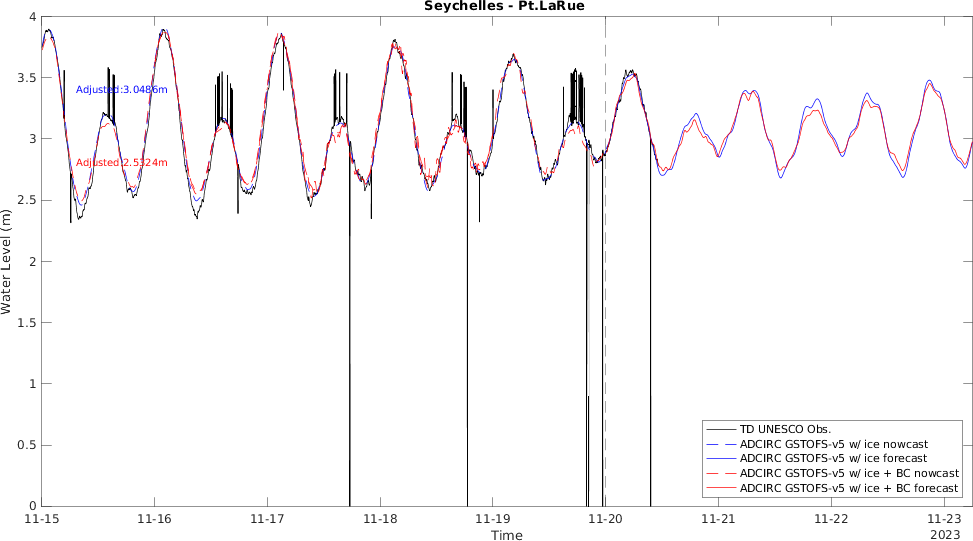 Seychelles - Pt.LaRue
4
3.5
3
2.5
2
1.5
1
0.5
0
Water Level (m)
Adjusted:3.0486m
Adjusted:2.5324m
TD UNESCO Obs.
ADCIRC GSTOFS-v5 w/ ice nowcast
ADCIRC GSTOFS-v5 w/ ice forecast
ADCIRC GSTOFS-v5 w/ ice + BC nowcast
ADCIRC GSTOFS-v5 w/ ice + BC forecast
11-15 11-16 11-17 11-18 11-19 11-20 11-21 11-22 11-23
Time
2023